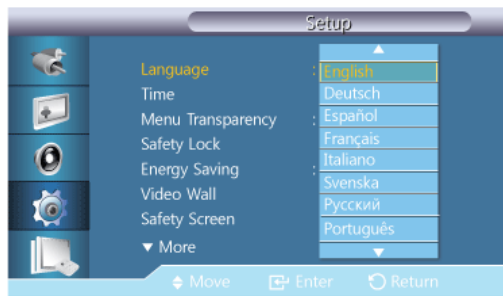 Setup
Language : English
Time Deutsch
Menu Transparency : Español
Safety Lock Français
Energy Saving : Italiano
Svenska
Video Wall Русский
Safety Screen Português
▼ More
Move Enter Return